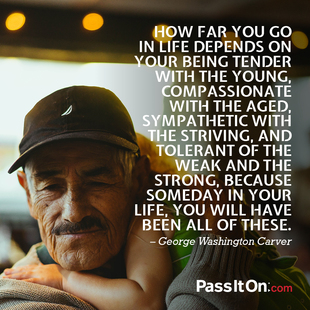 HOW FAR YOU GO
IN LIFE DEPENDS ON
YOUR BEING TENDER
WITH THE YOUNG,
COMPASSIONATE
WITH THE AGED,
SYMPATHETIC WITH
THE STRIVING, AND
TOLERANT OF THE
WEAK AND THE
STRONG, BECAUSE
SOMEDAY IN YOUR
LIFE, YOU WILL HAVE
BEEN ALL OF THESE.
– George Washington Carver
PassItOn.com